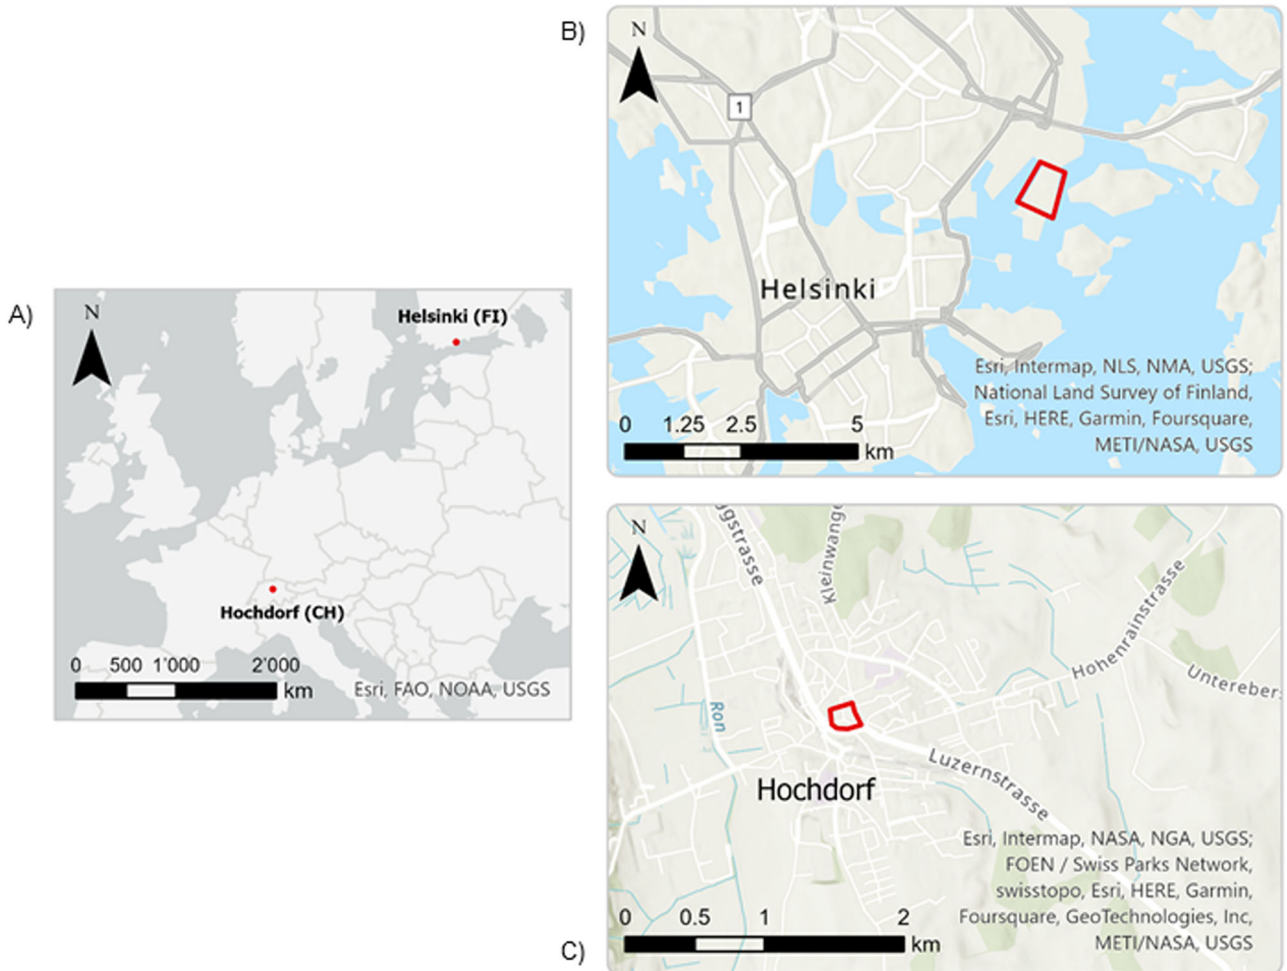 A)
N
Helsinki (FI)
Hochdorf (CH)
0 500 1'000 2'000
km
Esri, FAO, NOAA, USGS
B)
N
1
Helsinki
Esri, Intermap, NLS, NMA, USGS;
National Land Survey of Finland,
Esri, HERE, Garmin, Foursquare,
METI/NASA, USGS
0 1.25 2.5 5
km
C)
N
ggstrasse
Kleinwange
Hohenrainstrasse
Untereber
Ron
Luzernstrasse
Hochdorf
Esri, Intermap, NASA, NGA, USGS;
FOEN / Swiss Parks Network,
swisstopo, Esri, HERE, Garmin,
Foursquare, GeoTechnologies, Inc,
METI/NASA, USGS
0 0.5 1 2
km